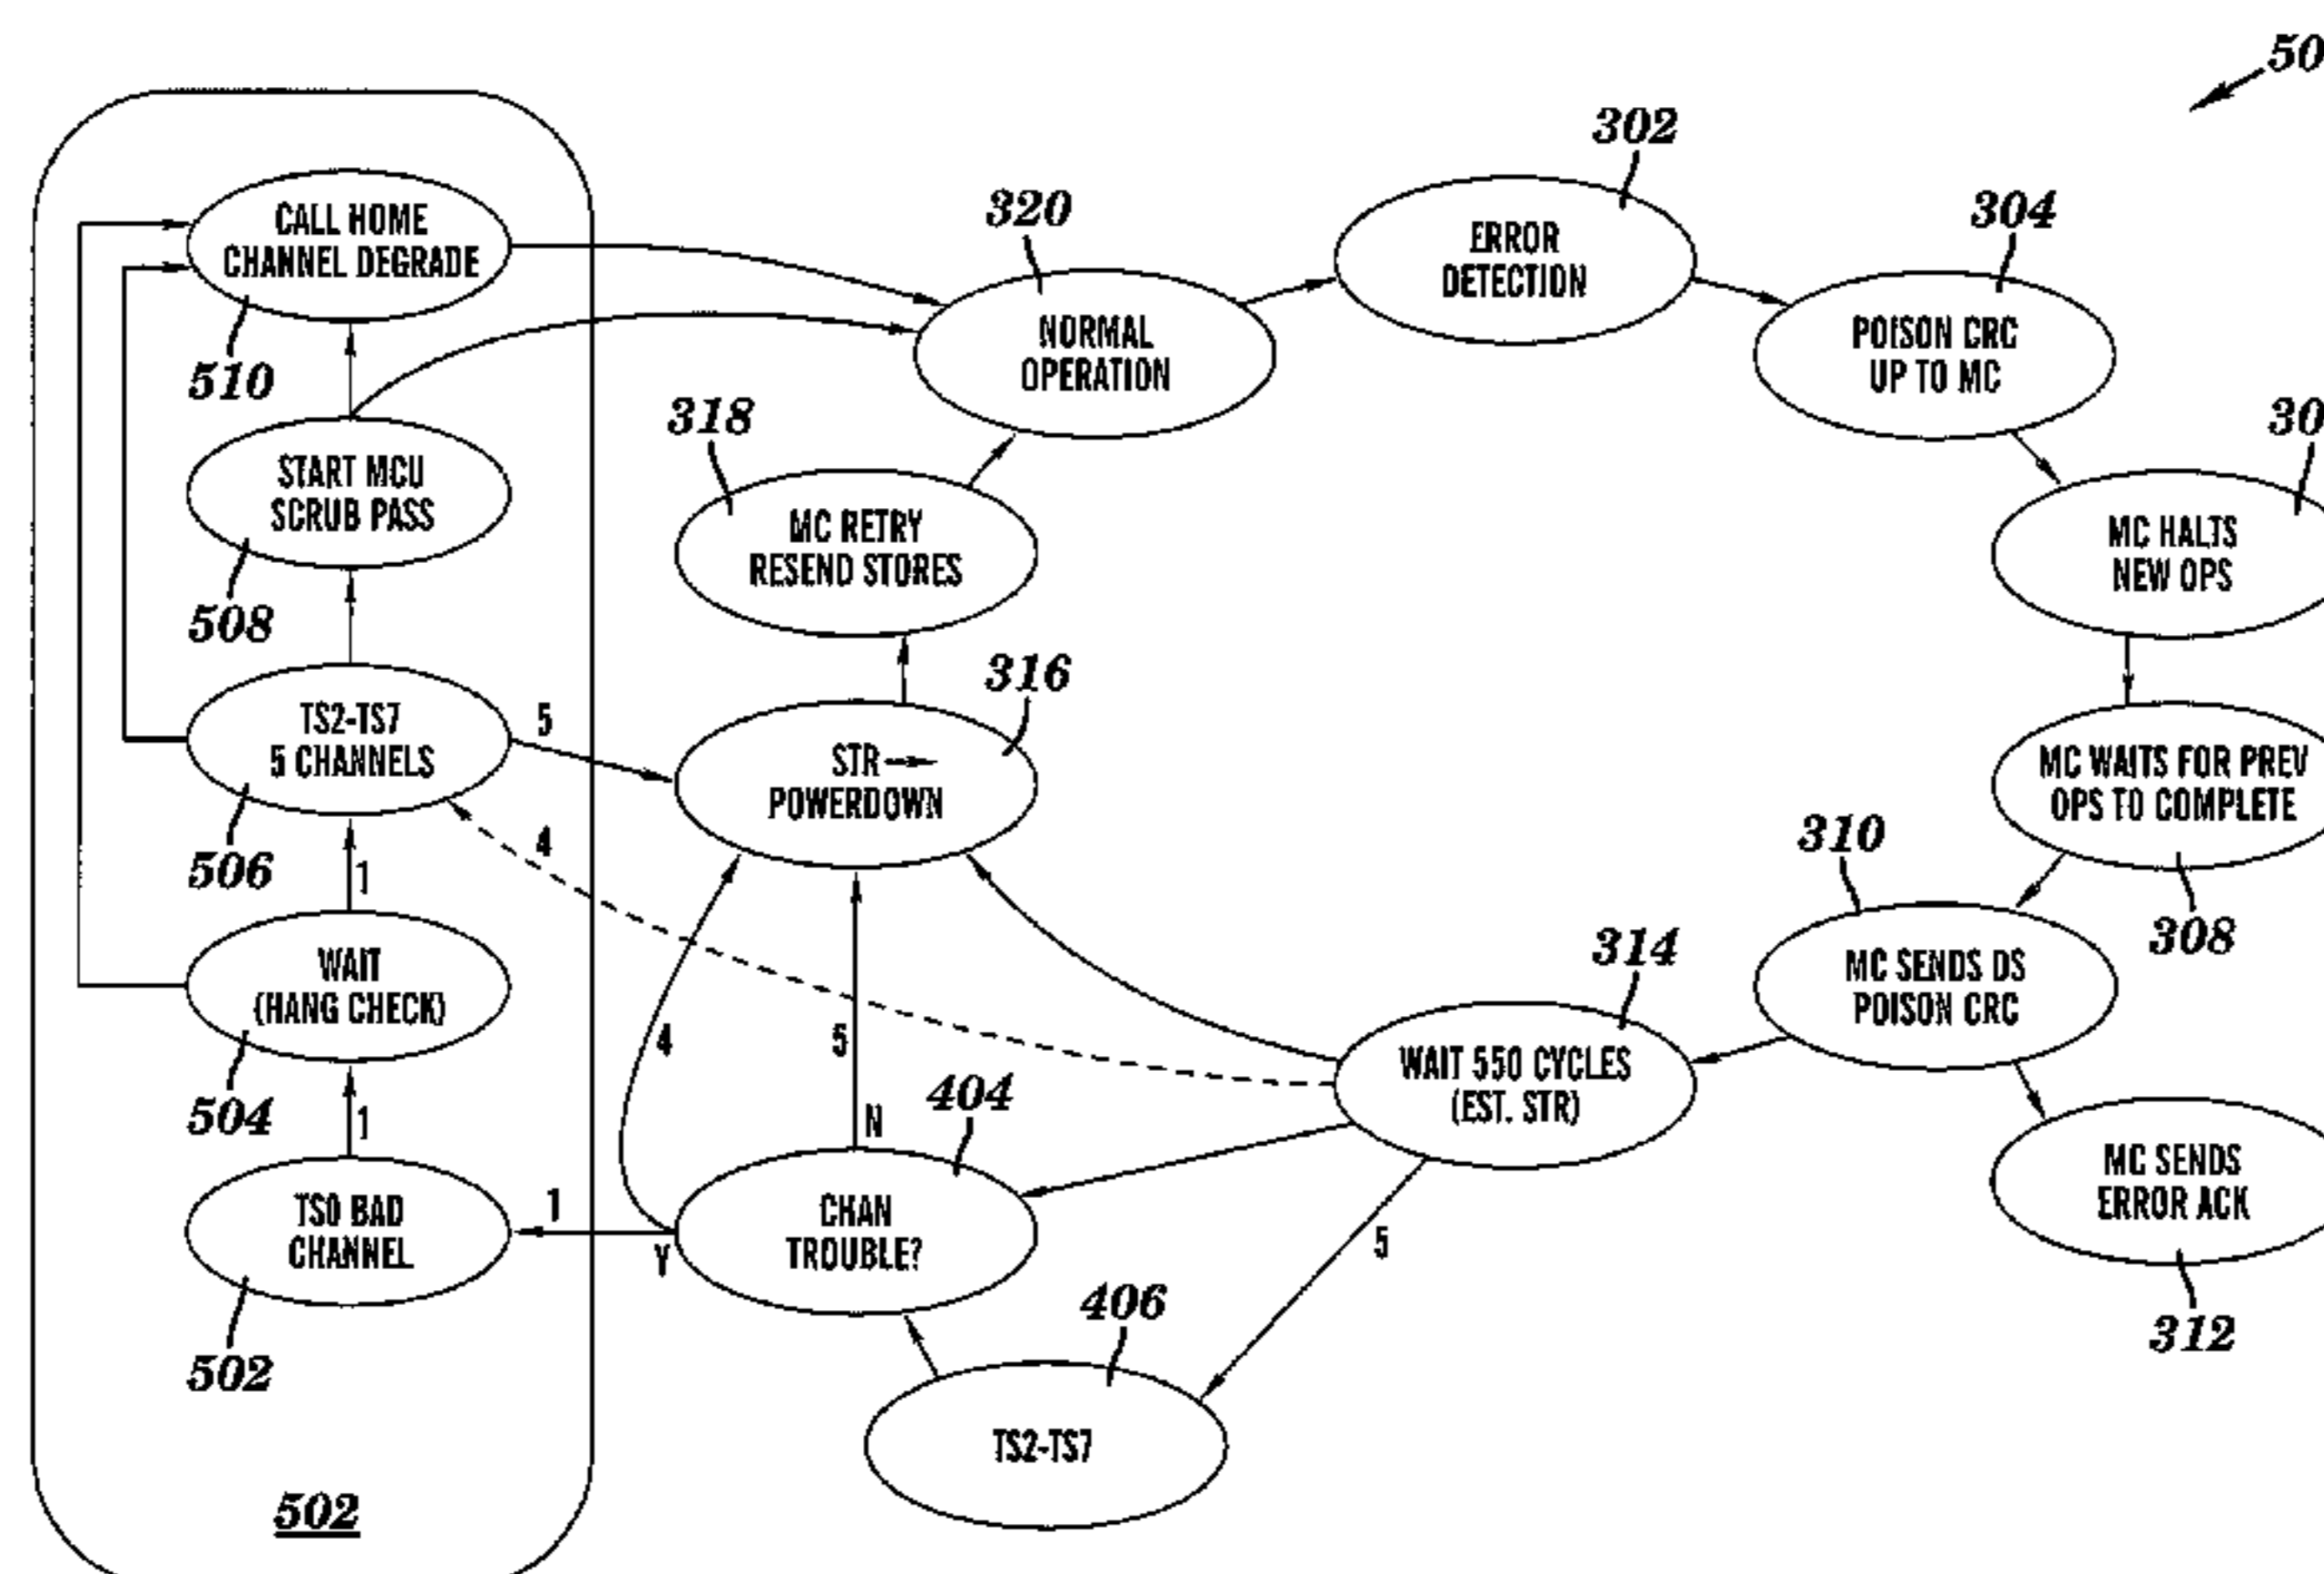 50
302
304
320
CALL HOME
CHANNEL DEGRADE
510
ERROR
DETECTION
NORMAL
OPERATION
POISON CRC
UP TO MC
30
318
START MCU
SCRUB PASS
508
MC RETRY
RESEND STORES
MC HALTS
NEW OPS
316
TS2-TS7
5 CHANNELS
506
5
STR
POWERDOWN
MC WAITS FOR PREV
OPS TO COMPLETE
308
310
4
1
WAIT
(HANG CHECK)
504
314
MC SENDS DS
POISON CRC
4
5
WAIT 550 CYCLES
(EST. STR)
404
N
1
TS0 BAD
CHANNEL
502
1
Y
CHAN
TROUBLE?
5
MC SENDS
ERROR ACK
312
406
TS2-TS7
502